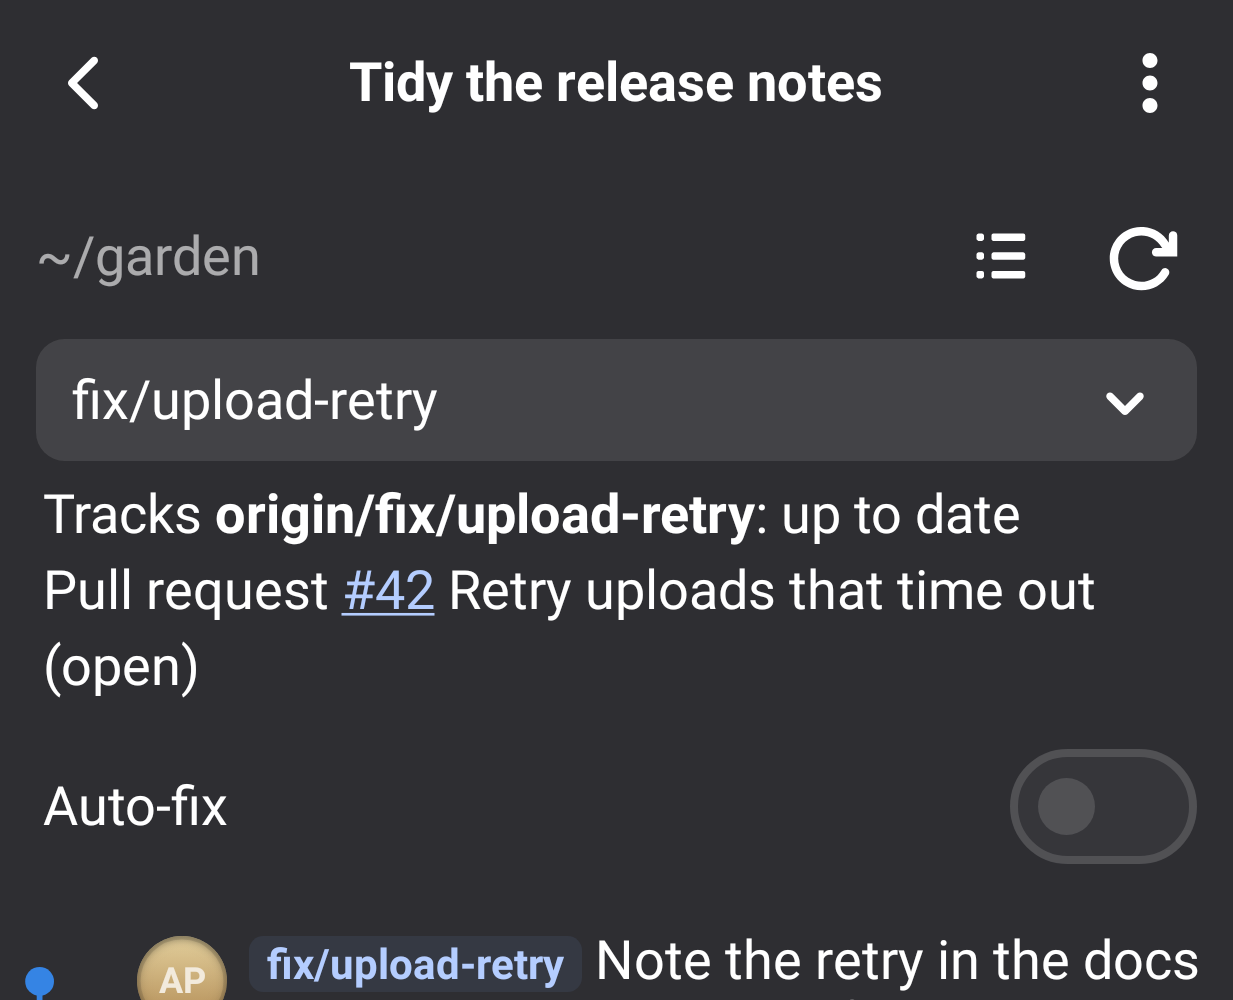 Tidy the release notes
~/garden
fix/upload-retry
Tracks origin/fix/upload-retry: up to date
Pull request #42 Retry uploads that time out
(open)
Auto-fix
AP fix/upload-retry Note the retry in the docs